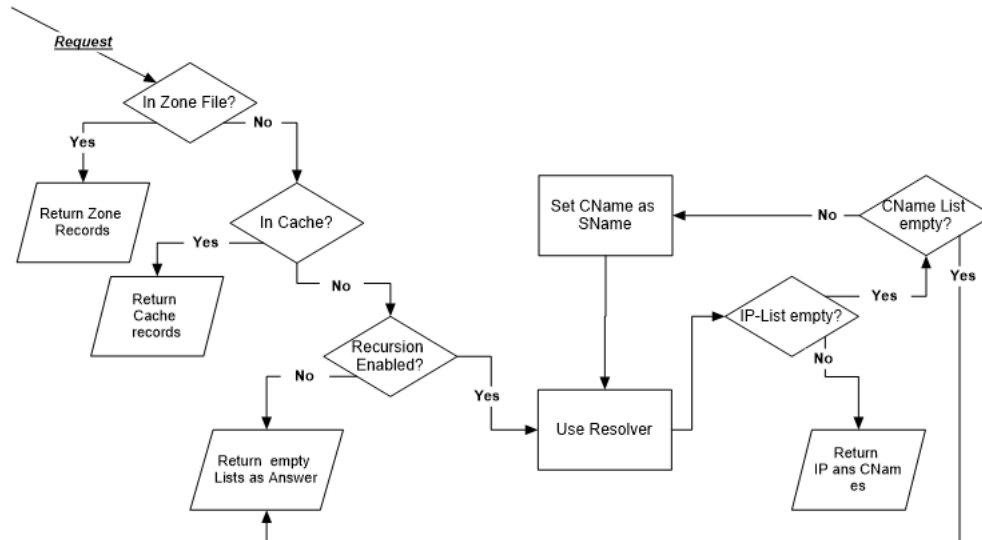 Request
In Zone File?
Yes
No
Return Zone
Records
In Cache?
Yes
No
Return
Cache
records
Recursion
Enabled?
No
Yes
Return empty
Lists as Answer
Set CName as
SName
Use Resolver
IP-List empty?
Yes
No
Return
IP ans CNam
es
CName List
empty?
No
Yes